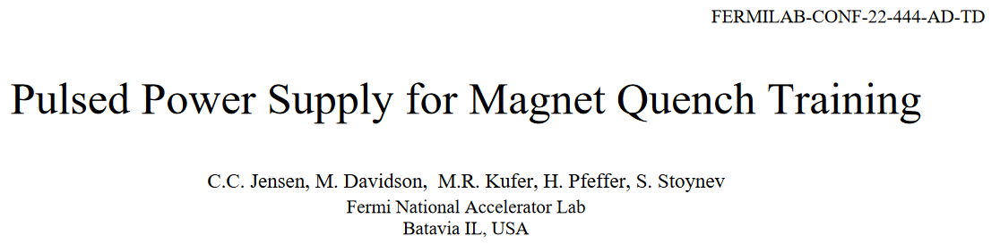 FERMILAB-CONF-22-444-AD-TD
Pulsed Power Supply for Magnet Quench Training
C.C. Jensen, M. Davidson, M.R. Kufer, H. Pfeffer, S. Stoynev
Fermi National Accelerator Lab
Batavia IL, USA